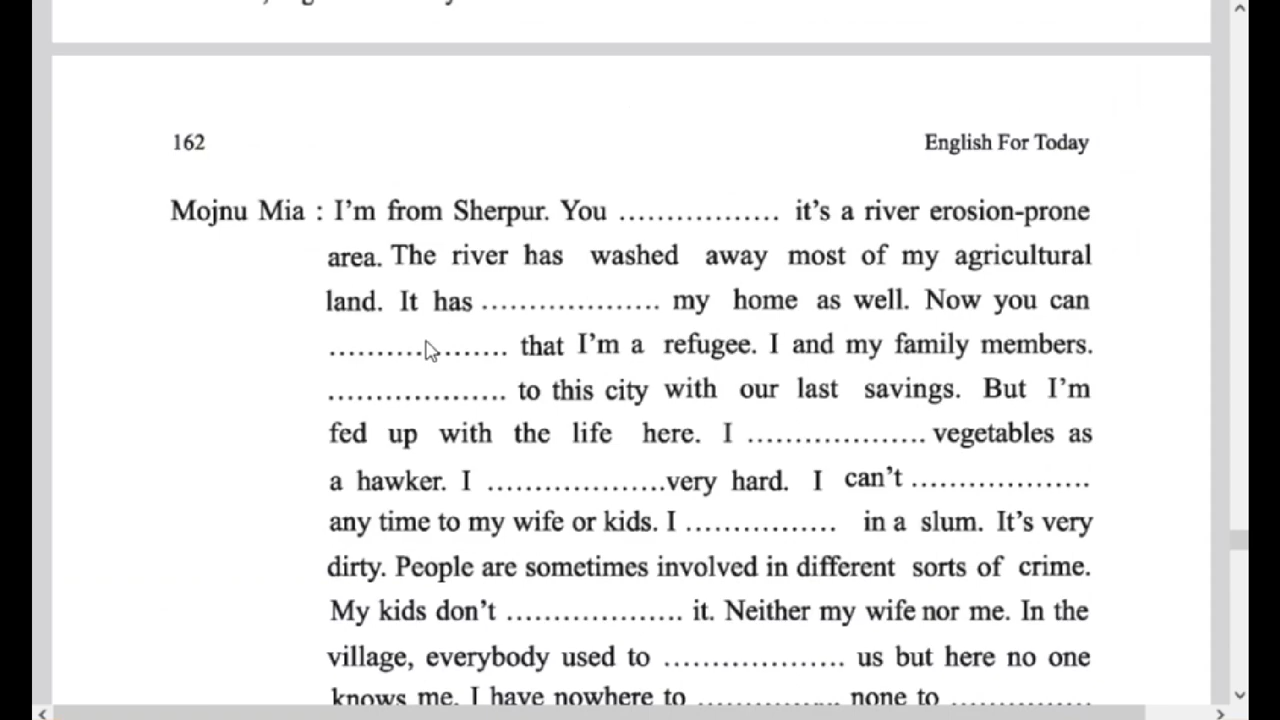 162 English For Today
Mojnu Mia : I'm from Sherpur. You ................. it's a river erosion-prone
area. The river has washed away most of my agricultural
land. It has ................... my home as well. Now you can
................... that I'm a refugee. I and my family members.
................... to this city with our last savings. But I'm
fed up with the life here. I ................... vegetables as
a hawker. I ...................very hard. I can't ...................
any time to my wife or kids. I ................ in a slum. It's very
dirty. People are sometimes involved in different sorts of crime.
My kids don't ................... it. Neither my wife nor me. In the
village, everybody used to ................... us but here no one
knows me. I have nowhere to ............... none to ...............